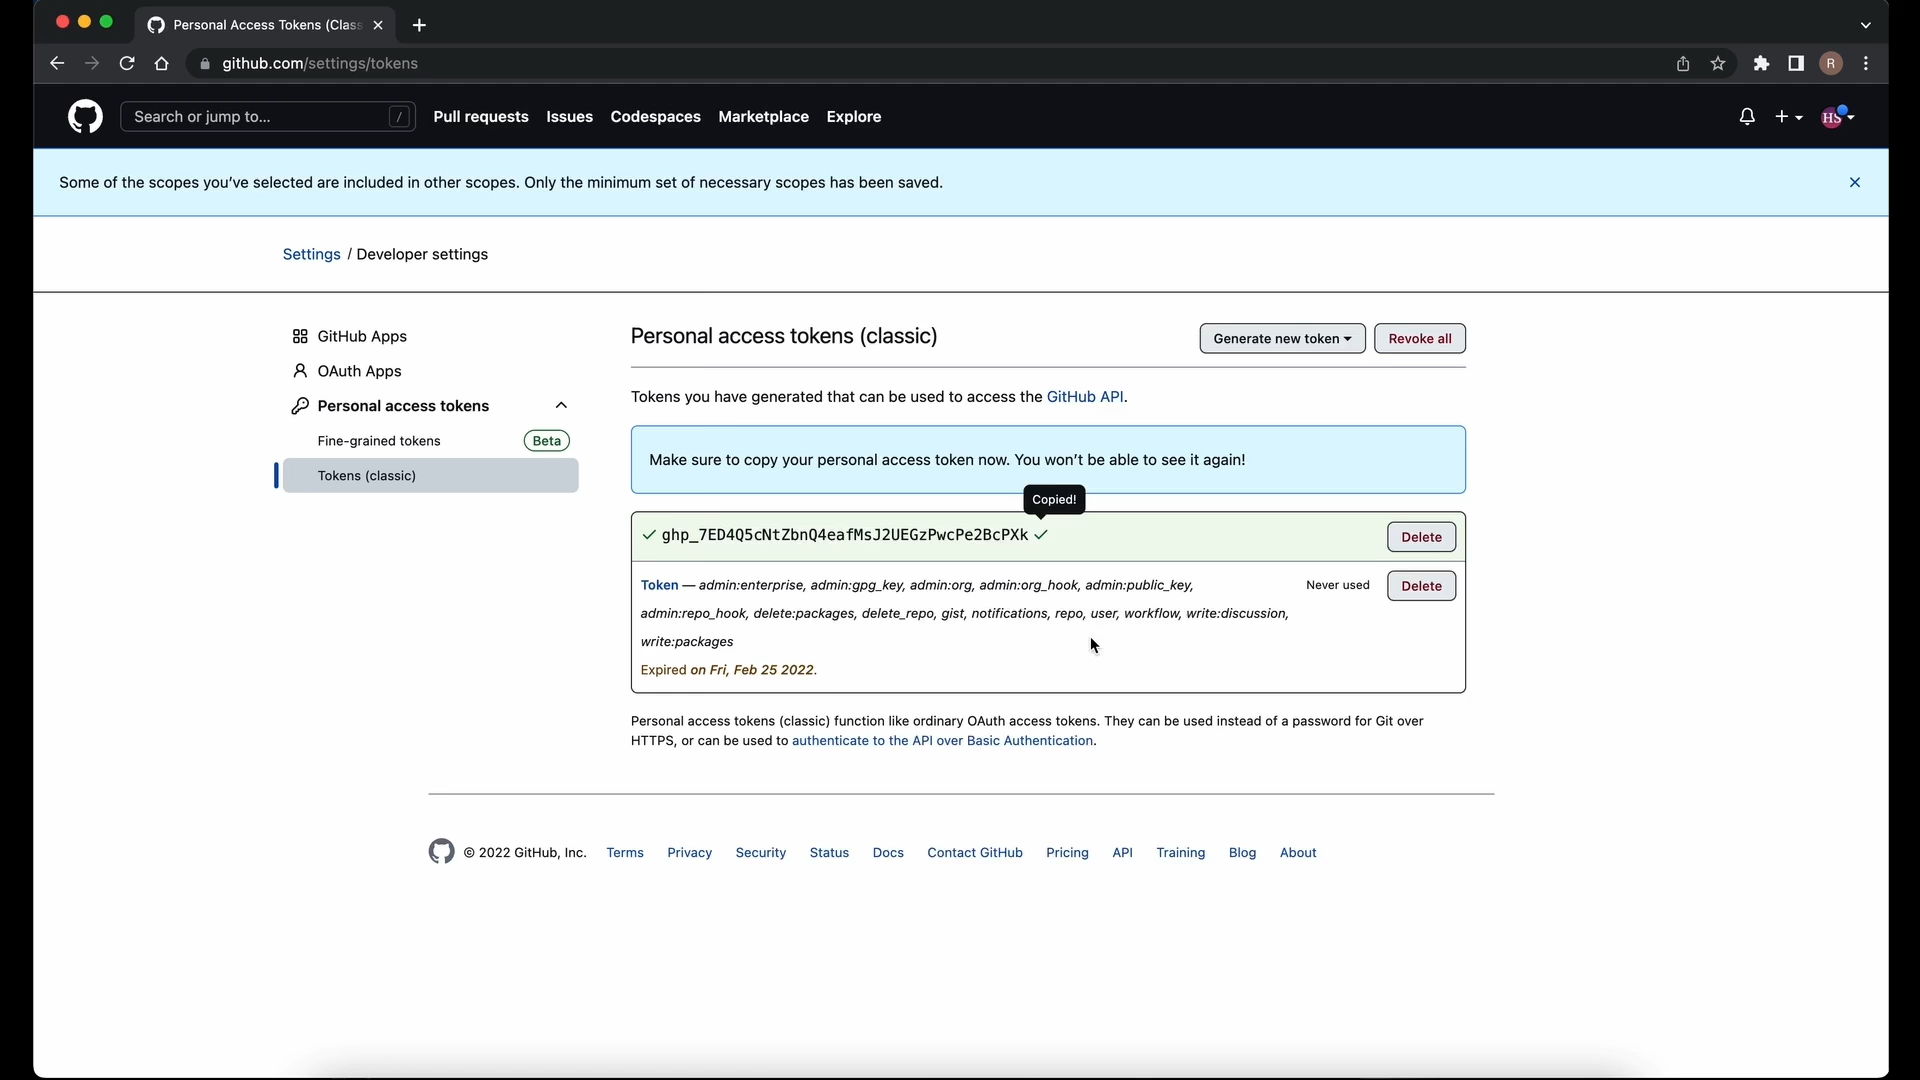 Personal Access Tokens (Class
github.com/settings/tokens
R
Search or jump to... /
Pull requests Issues Codespaces Marketplace Explore
HS
Some of the scopes you've selected are included in other scopes. Only the minimum set of necessary scopes has been saved.
Settings / Developer settings
GitHub Apps
OAuth Apps
Personal access tokens
Fine-grained tokens Beta
Tokens (classic)
Personal access tokens (classic)
Generate new token Revoke all
Tokens you have generated that can be used to access the GitHub API.
Make sure to copy your personal access token now. You won't be able to see it again!
Copied!
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 Delete
Token — admin:enterprise, admin:gpg_key, admin:org, admin:org_hook, admin:public_key, Never used Delete
admin:repo_hook, delete:packages, delete_repo, gist, notifications, repo, user, workflow, write:discussion,
write:packages
Expired on Fri, Feb 25 2022.
Personal access tokens (classic) function like ordinary OAuth access tokens. They can be used instead of a password for Git over
HTTPS, or can be used to authenticate to the API over Basic Authentication.
© 2022 GitHub, Inc. Terms Privacy Security Status Docs Contact GitHub Pricing API Training Blog About